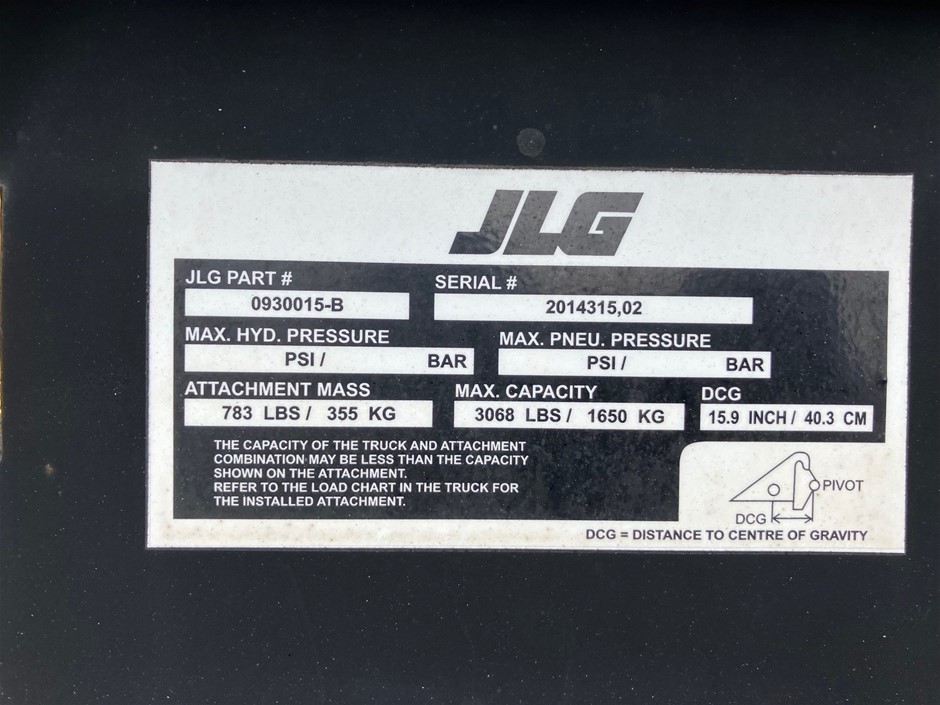 JLG
JLG PART # SERIAL #
0930015-B 2014315,02
MAX. HYD. PRESSURE MAX. PNEU. PRESSURE
PSI / BAR PSI / BAR
ATTACHMENT MASS MAX. CAPACITY DCG
783 LBS / 355 KG 3068 LBS / 1650 KG 15.9 INCH / 40.3 CM
THE CAPACITY OF THE TRUCK AND ATTACHMENT
COMBINATION MAY BE LESS THAN THE CAPACITY
SHOWN ON THE ATTACHMENT.
REFER TO THE LOAD CHART IN THE TRUCK FOR
THE INSTALLED ATTACHMENT.
PIVOT
DCG
DCG = DISTANCE TO CENTRE OF GRAVITY